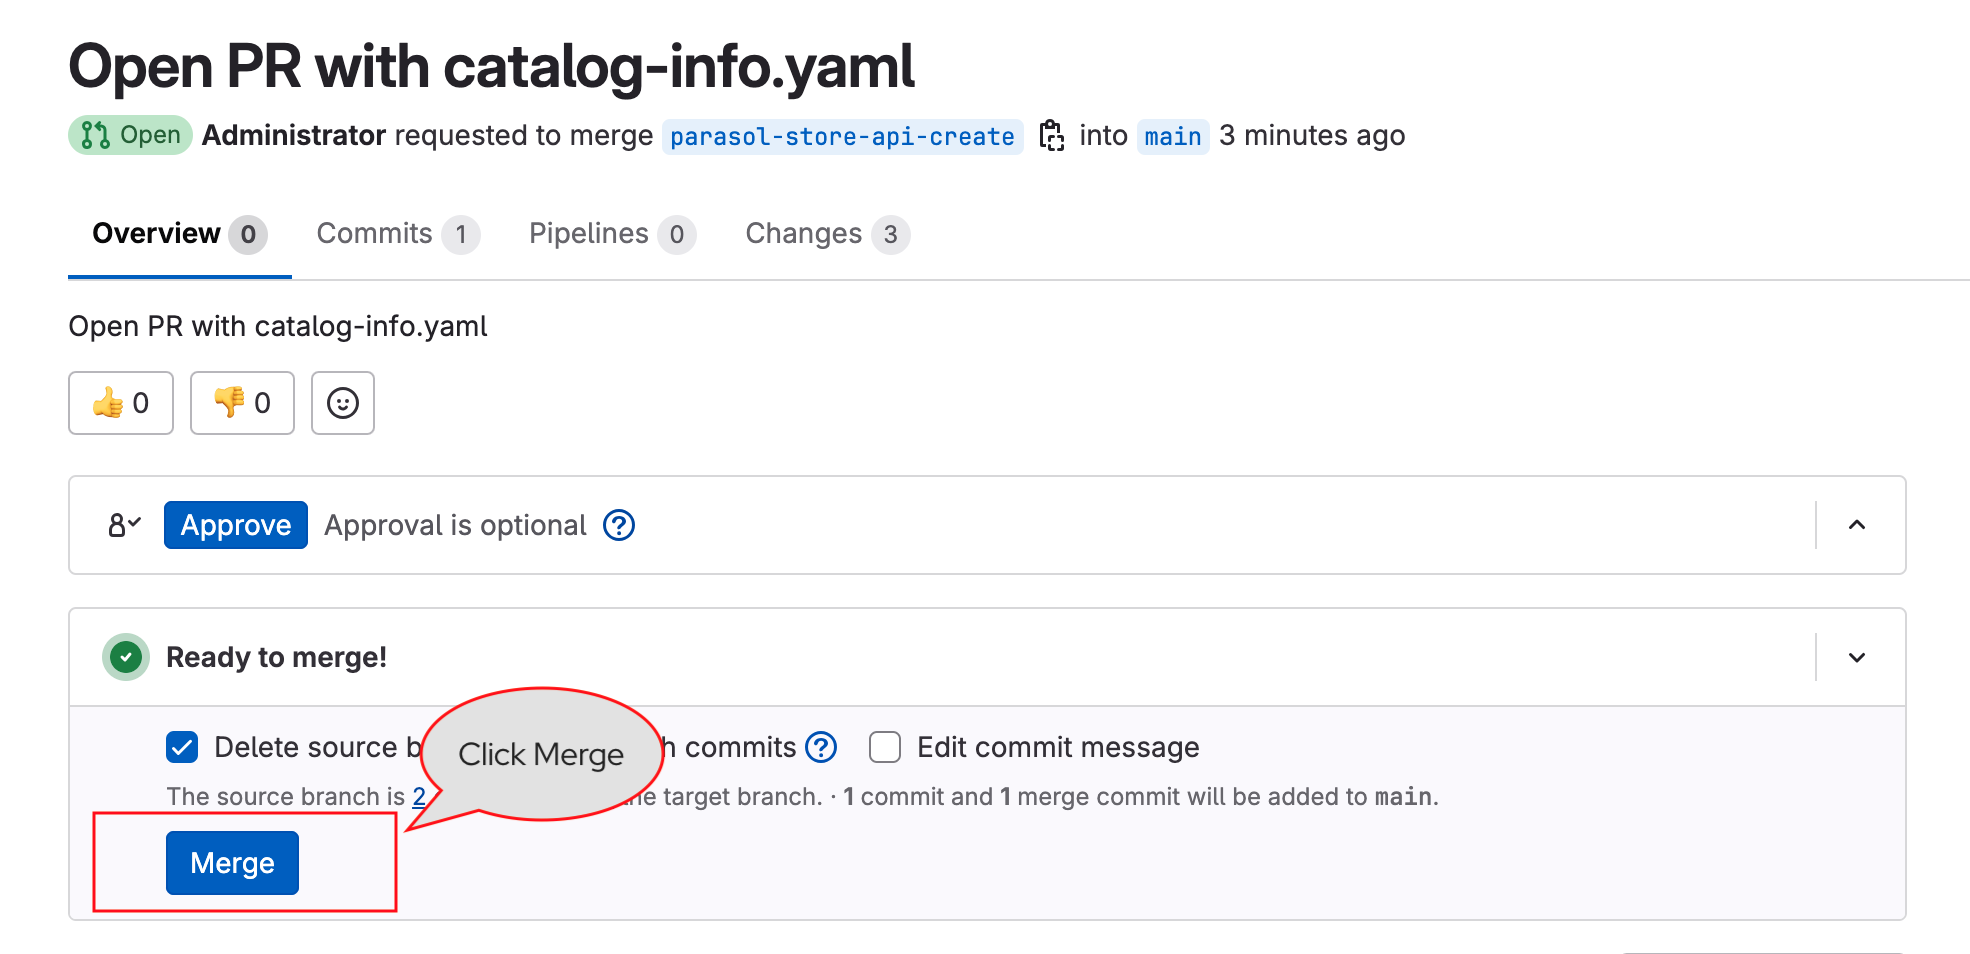 Open PR with catalog-info.yaml
Open Administrator requested to merge parasol-store-api-create into main 3 minutes ago
Overview 0 Commits 1 Pipelines 0 Changes 3
Open PR with catalog-info.yaml
👍 0 👎 0
Approve Approval is optional
Ready to merge!
Delete source commits Edit commit message
Click Merge
The source branch is 2 target branch. · 1 commit and 1 merge commit will be added to main.
Merge